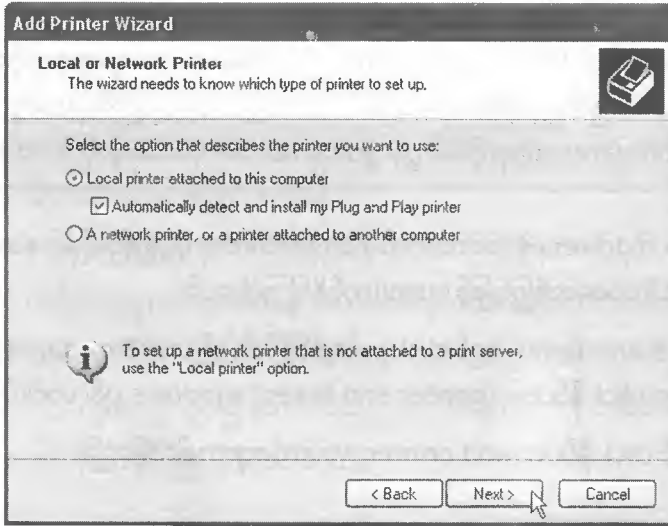 Add Printer Wizard
Local or Network Printer
The wizard needs to know which type of printer to set up.
Select the option that describes the printer you want to use:
Local printer attached to this computer
Automatically detect and install my Plug and Play printer
A network printer, or a printer attached to another computer
To set up a network printer that is not attached to a print server,
use the "Local printer" option.
< Back
Next >
Cancel